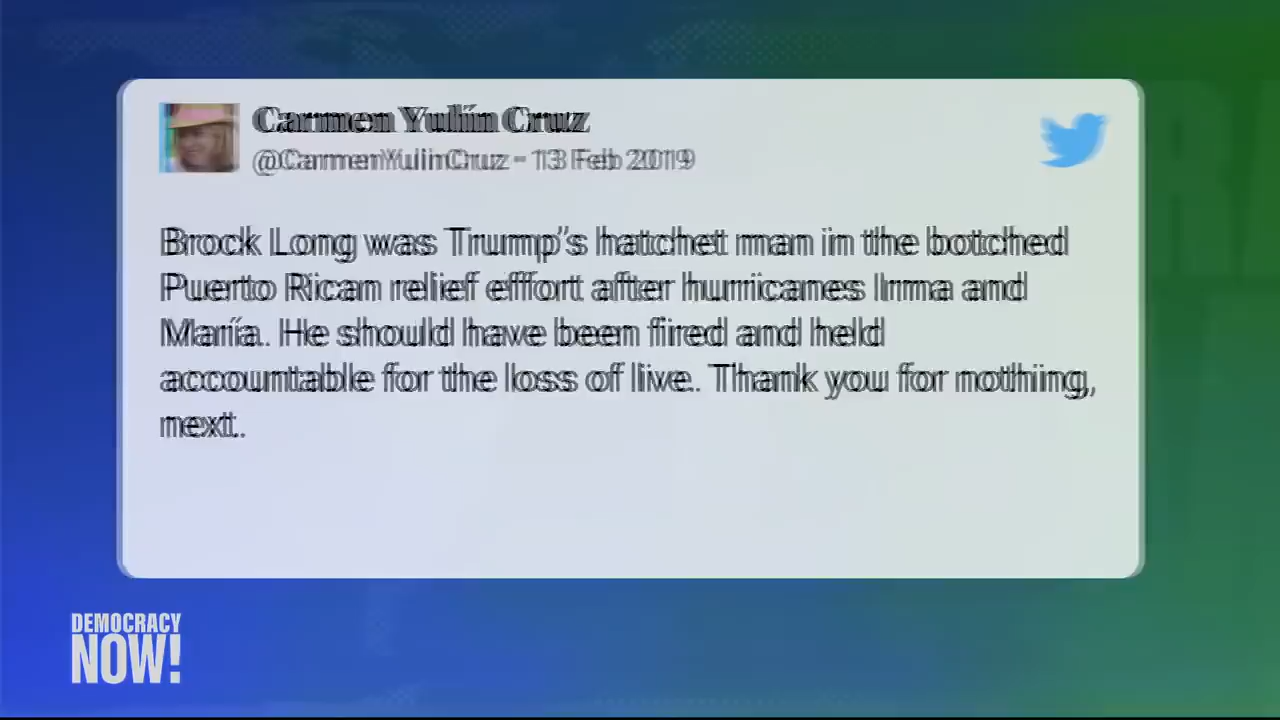 Carmen Yulín Cruz
@CarmenYulinCruz - 13 Feb 2019
Brock Long was Trump"s hatchet man in the botched
Puerto Rican relief effort after hurricanes Irma and
María. He should have been fired and held
accountable for the loss of live. Thank you for nothing,
next.
DEMOCRACY
NOW!